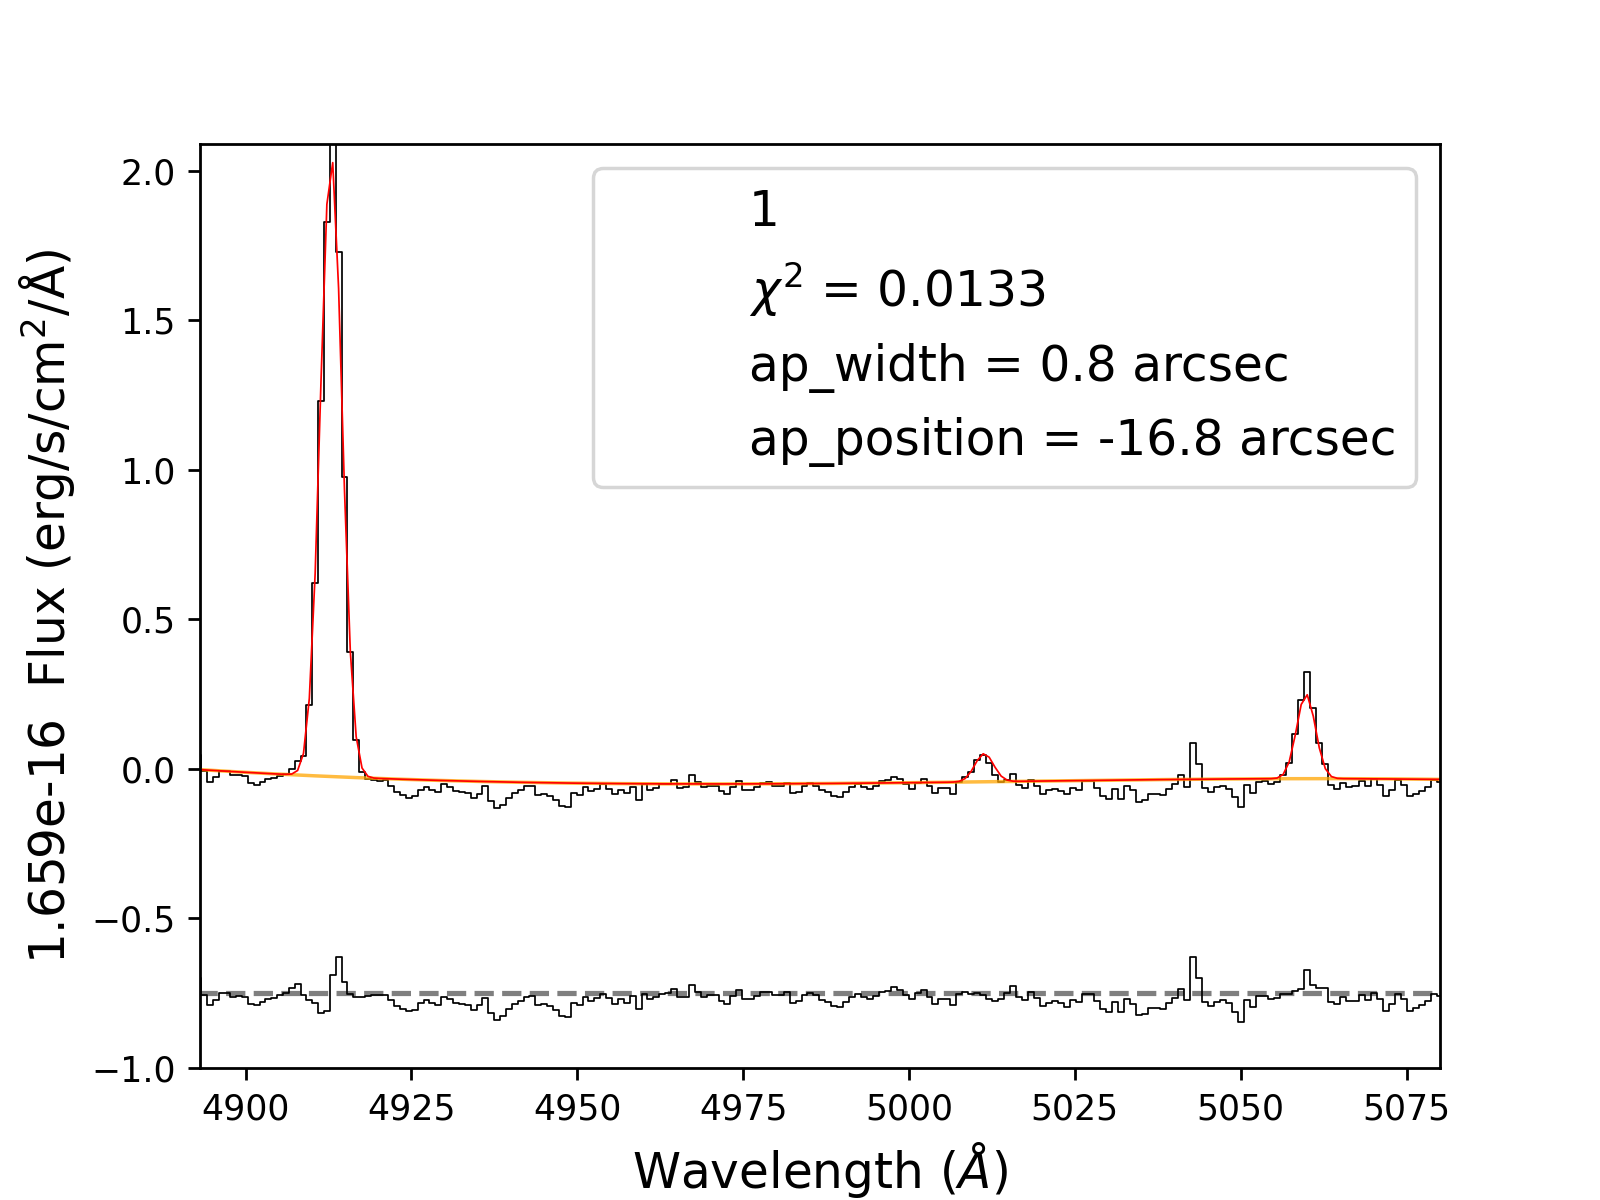 1
χ² = 0.0133
ap_width = 0.8 arcsec
ap_position = -16.8 arcsec
2.0
1.5
1.0
0.5
0.0
−0.5
−1.0
1.659e-16 Flux (erg/s/cm²/Å)
4900 4925 4950 4975 5000 5025 5050 5075
Wavelength (Å)